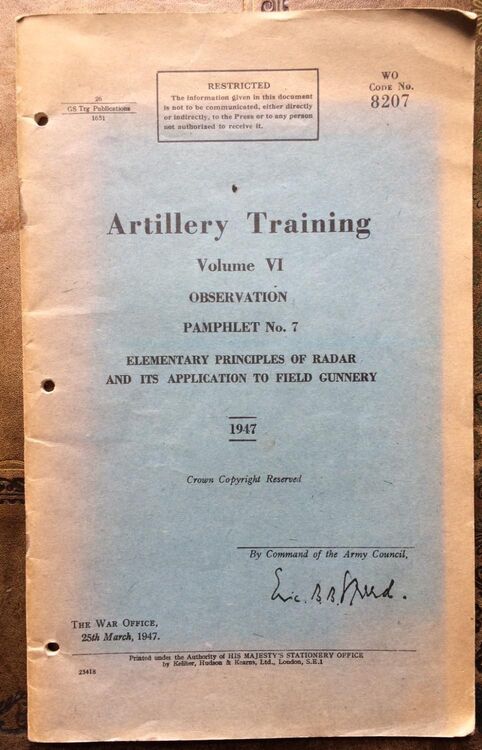 26
GS Trg Publications
1631
RESTRICTED
The information given in this document
is not to be communicated, either directly
or indirectly, to the Press or to any person
not authorized to receive it.
WO
CODE No.
8207
Artillery Training
Volume VI
OBSERVATION
PAMPHLET No. 7
ELEMENTARY PRINCIPLES OF RADAR
AND ITS APPLICATION TO FIELD GUNNERY
1947
Crown Copyright Reserved
By Command of the Army Council,
Eric B. B. Speed.
THE WAR OFFICE,
25th March, 1947.
Printed under the Authority of HIS MAJESTY'S STATIONERY OFFICE
by Keliher, Hudson & Kearns, Ltd., London, S.E.1
23418